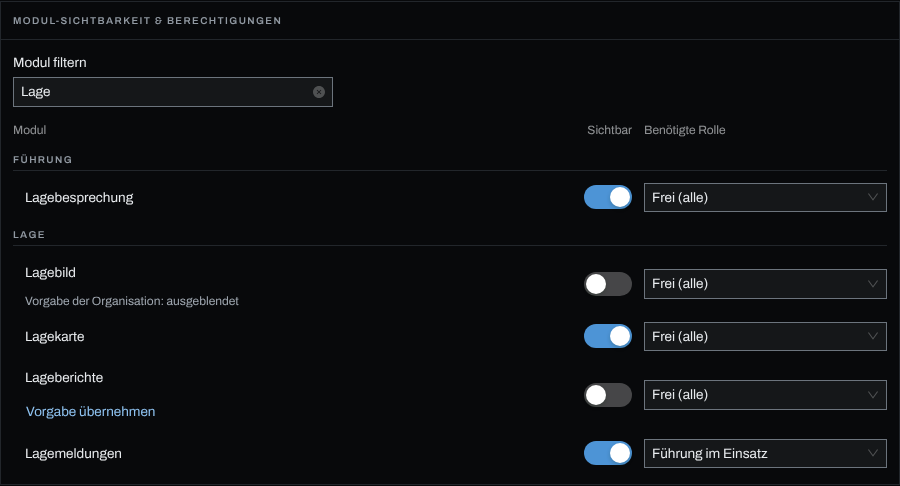 MODUL-SICHTBARKEIT & BERECHTIGUNGEN
Modul filtern
Lage
Modul Sichtbar Benötigte Rolle
FÜHRUNG
Lagebesprechung Frei (alle)
LAGE
Lagebild Frei (alle)
Vorgabe der Organisation: ausgeblendet
Lagekarte Frei (alle)
Lageberichte Frei (alle)
Vorgabe übernehmen
Lagemeldungen Führung im Einsatz